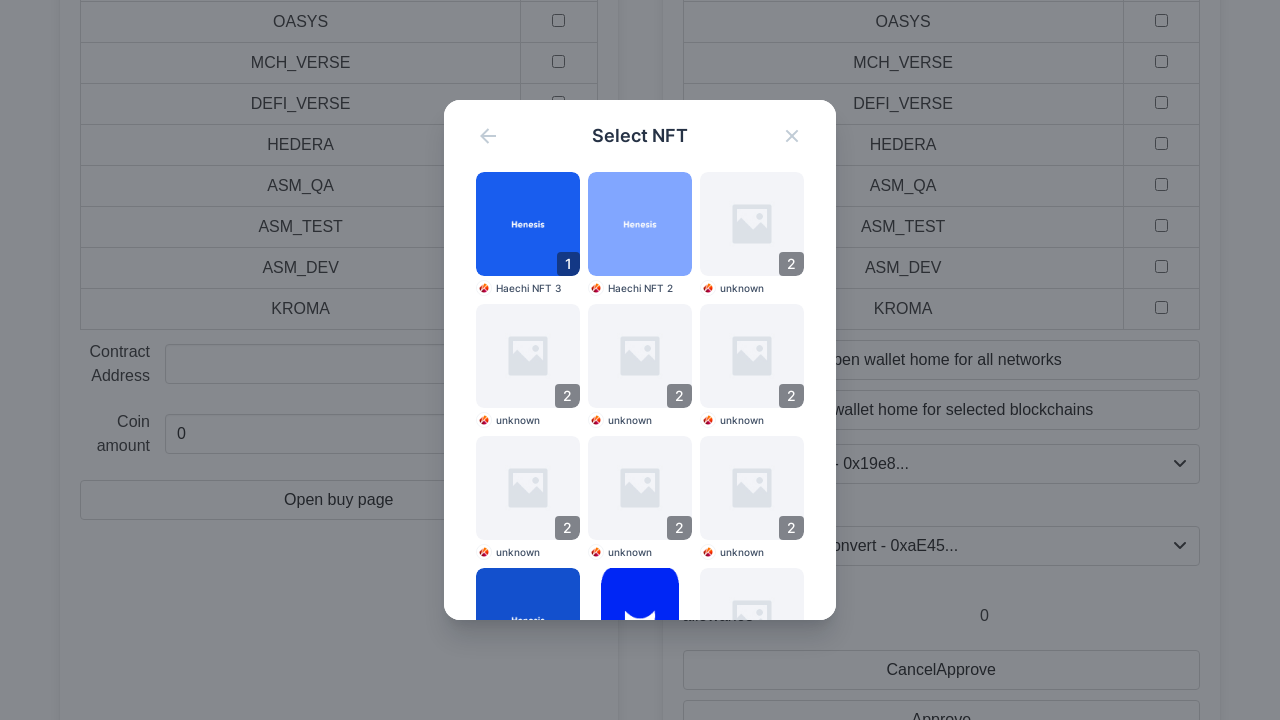 OASYS
MCH_VERSE
DEFI_VERSE
HEDERA
ASM_QA
ASM_TEST
ASM_DEV
KROMA
Contract
Address
Coin
amount
0
Open buy page
Select NFT
Henesis
1
Henesis
2
Haechi NFT 3
Haechi NFT 2
unknown
2
2
2
unknown
unknown
unknown
2
2
2
unknown
unknown
unknown
OASYS
MCH_VERSE
DEFI_VERSE
HEDERA
ASM_QA
ASM_TEST
ASM_DEV
KROMA
pen wallet home for all networks
wallet home for selected blockchains
- 0x19e8...
onvert - 0xaE45...
0
CancelApprove
Approve